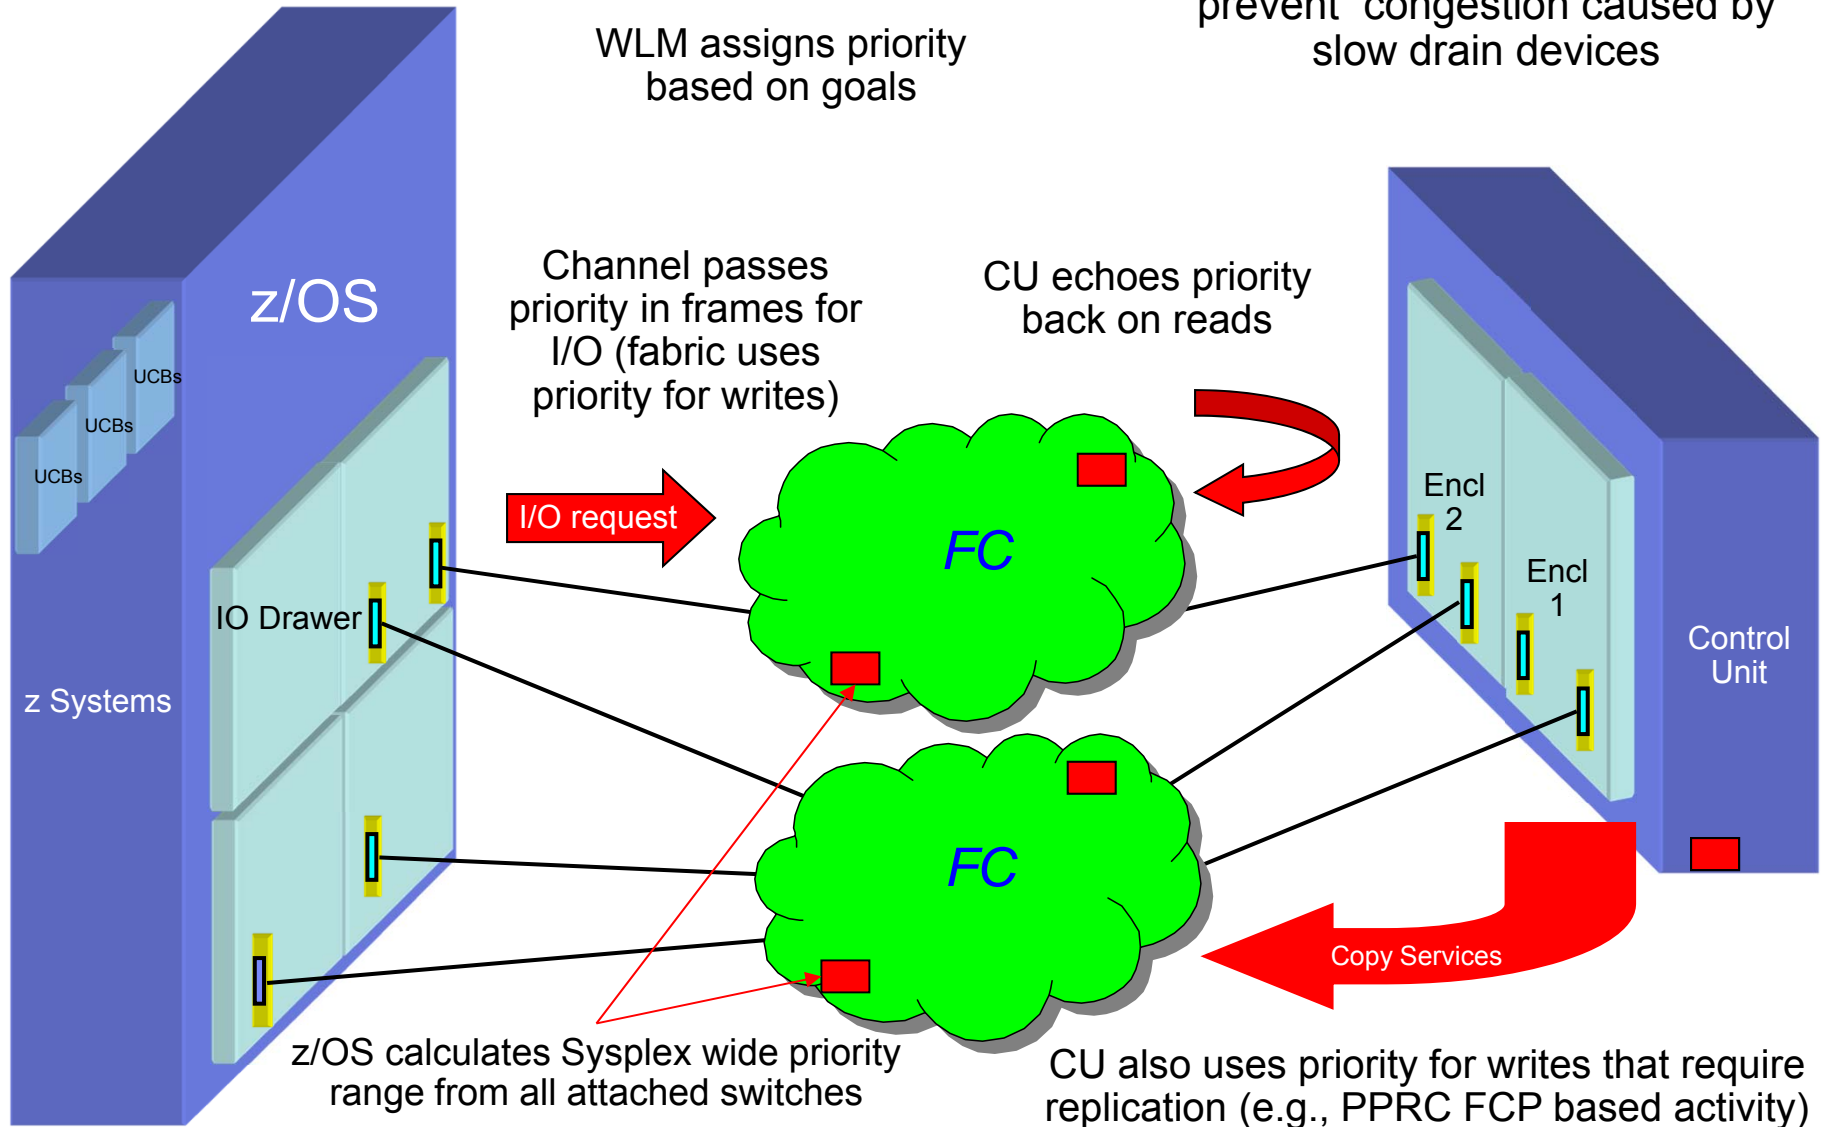 prevent congestion caused by
slow drain devices
WLM assigns priority
based on goals
z/OS
Channel passes
priority in frames for
I/O (fabric uses
priority for writes)
CU echoes priority
back on reads
UCBs
UCBs
UCBs
I/O request
FC
Encl
2
Encl
1
IO Drawer
Control
Unit
z Systems
FC
Copy Services
z/OS calculates Sysplex wide priority
range from all attached switches
CU also uses priority for writes that require
replication (e.g., PPRC FCP based activity)